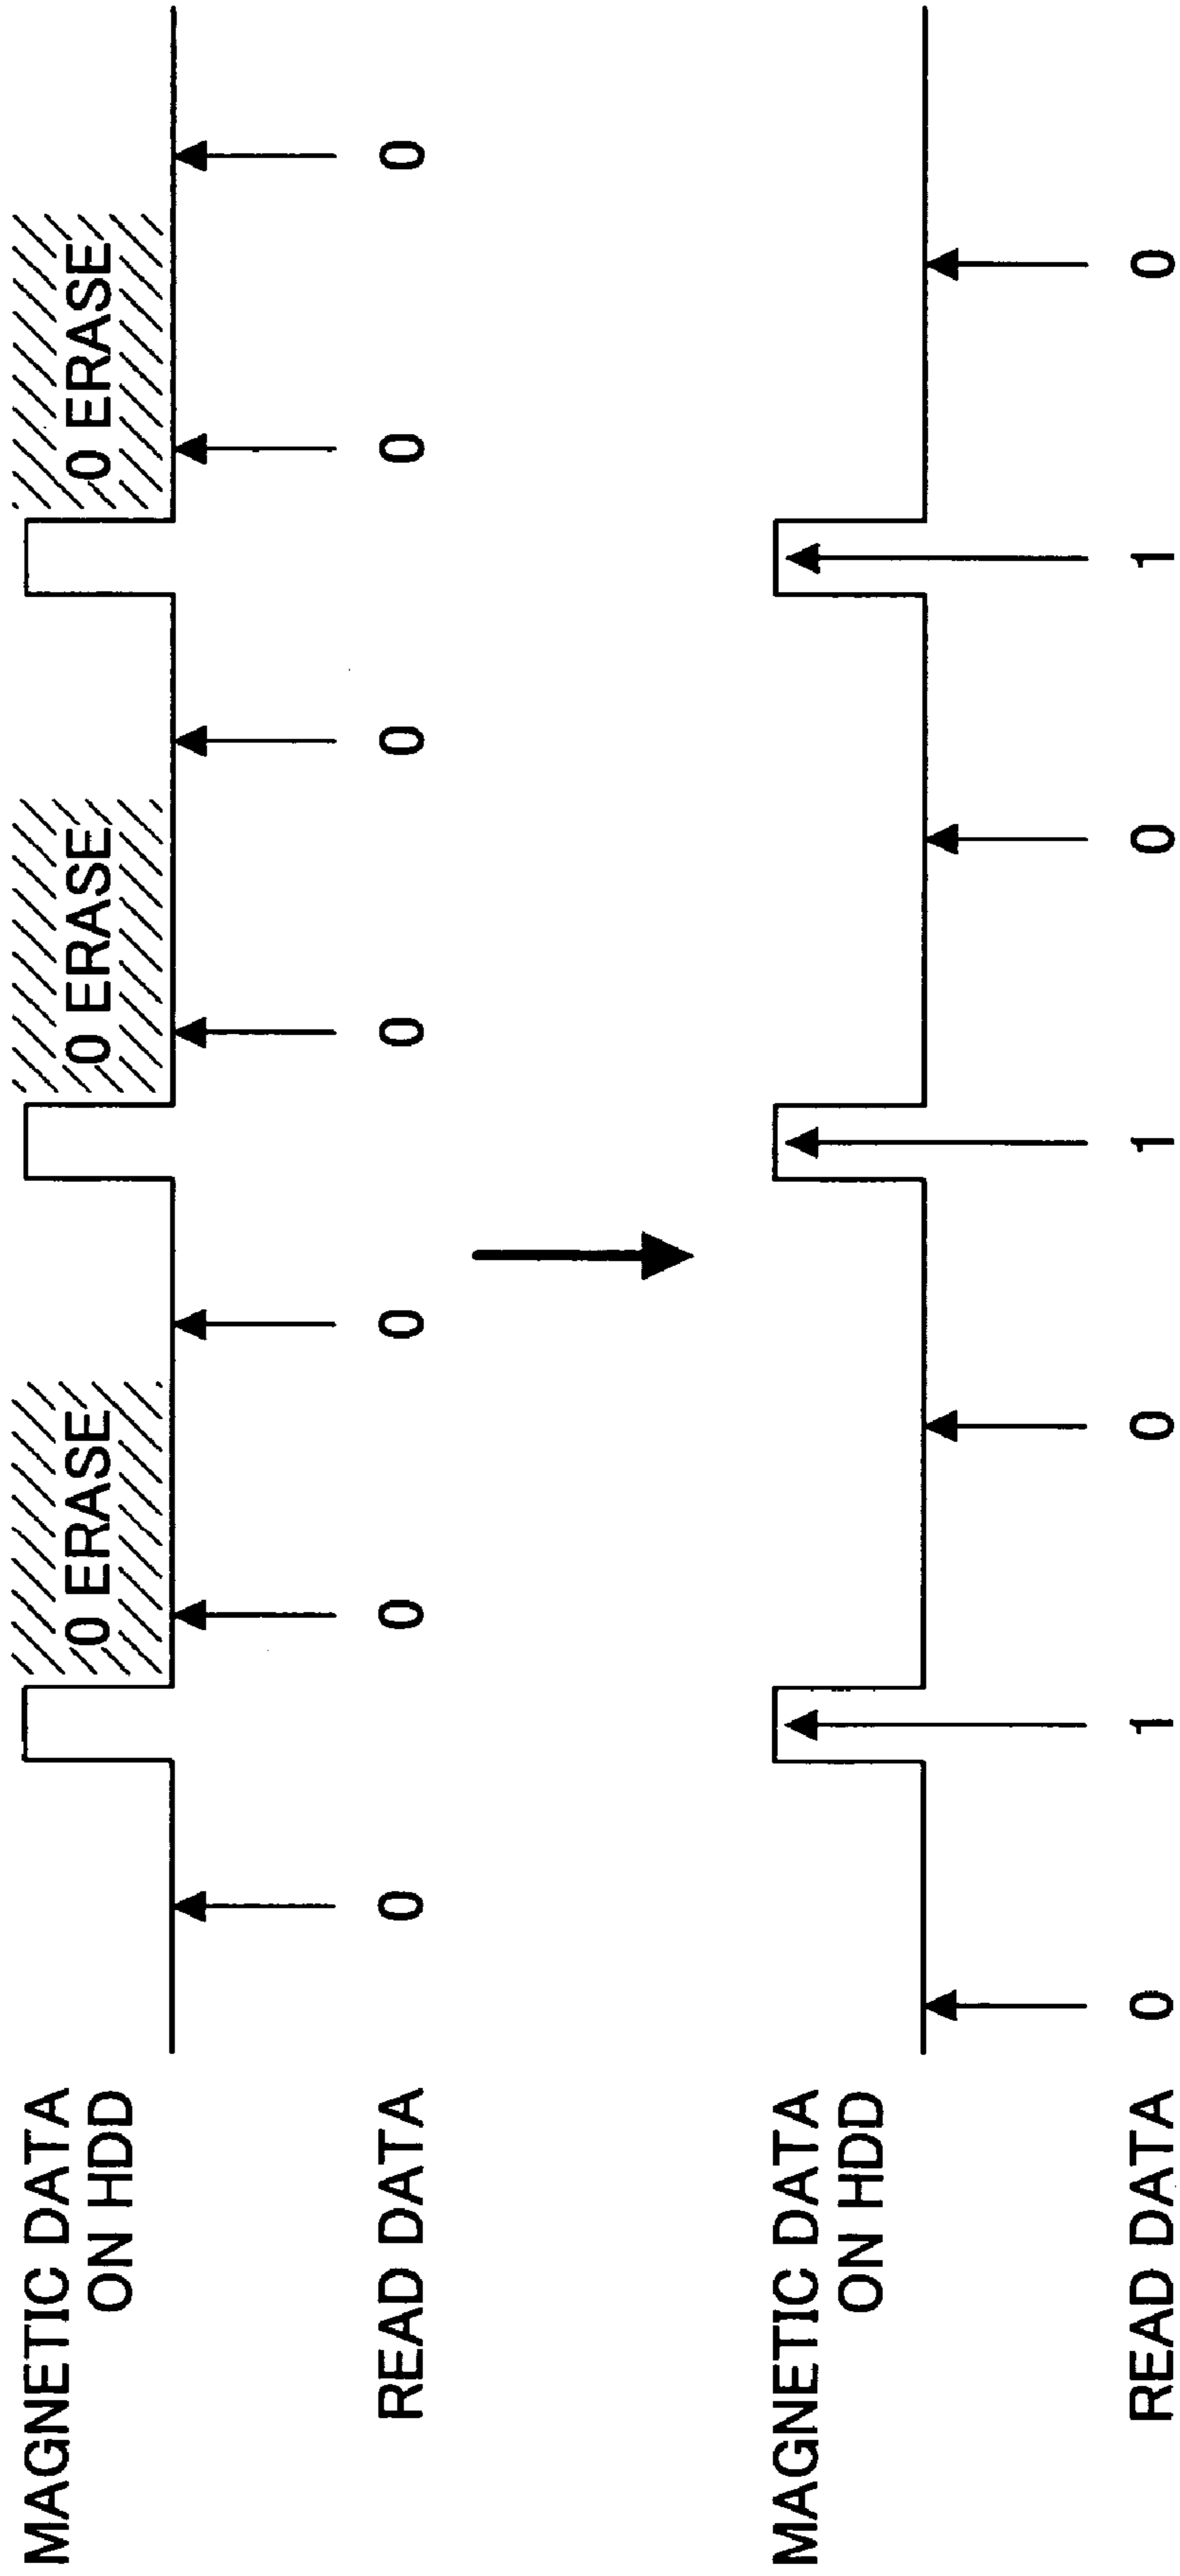 MAGNETIC DATA
ON HDD
0 ERASE 0 ERASE 0 ERASE
READ DATA 0 0 0 0 0 0 0
MAGNETIC DATA
ON HDD
READ DATA 0 1 0 1 0 1 0